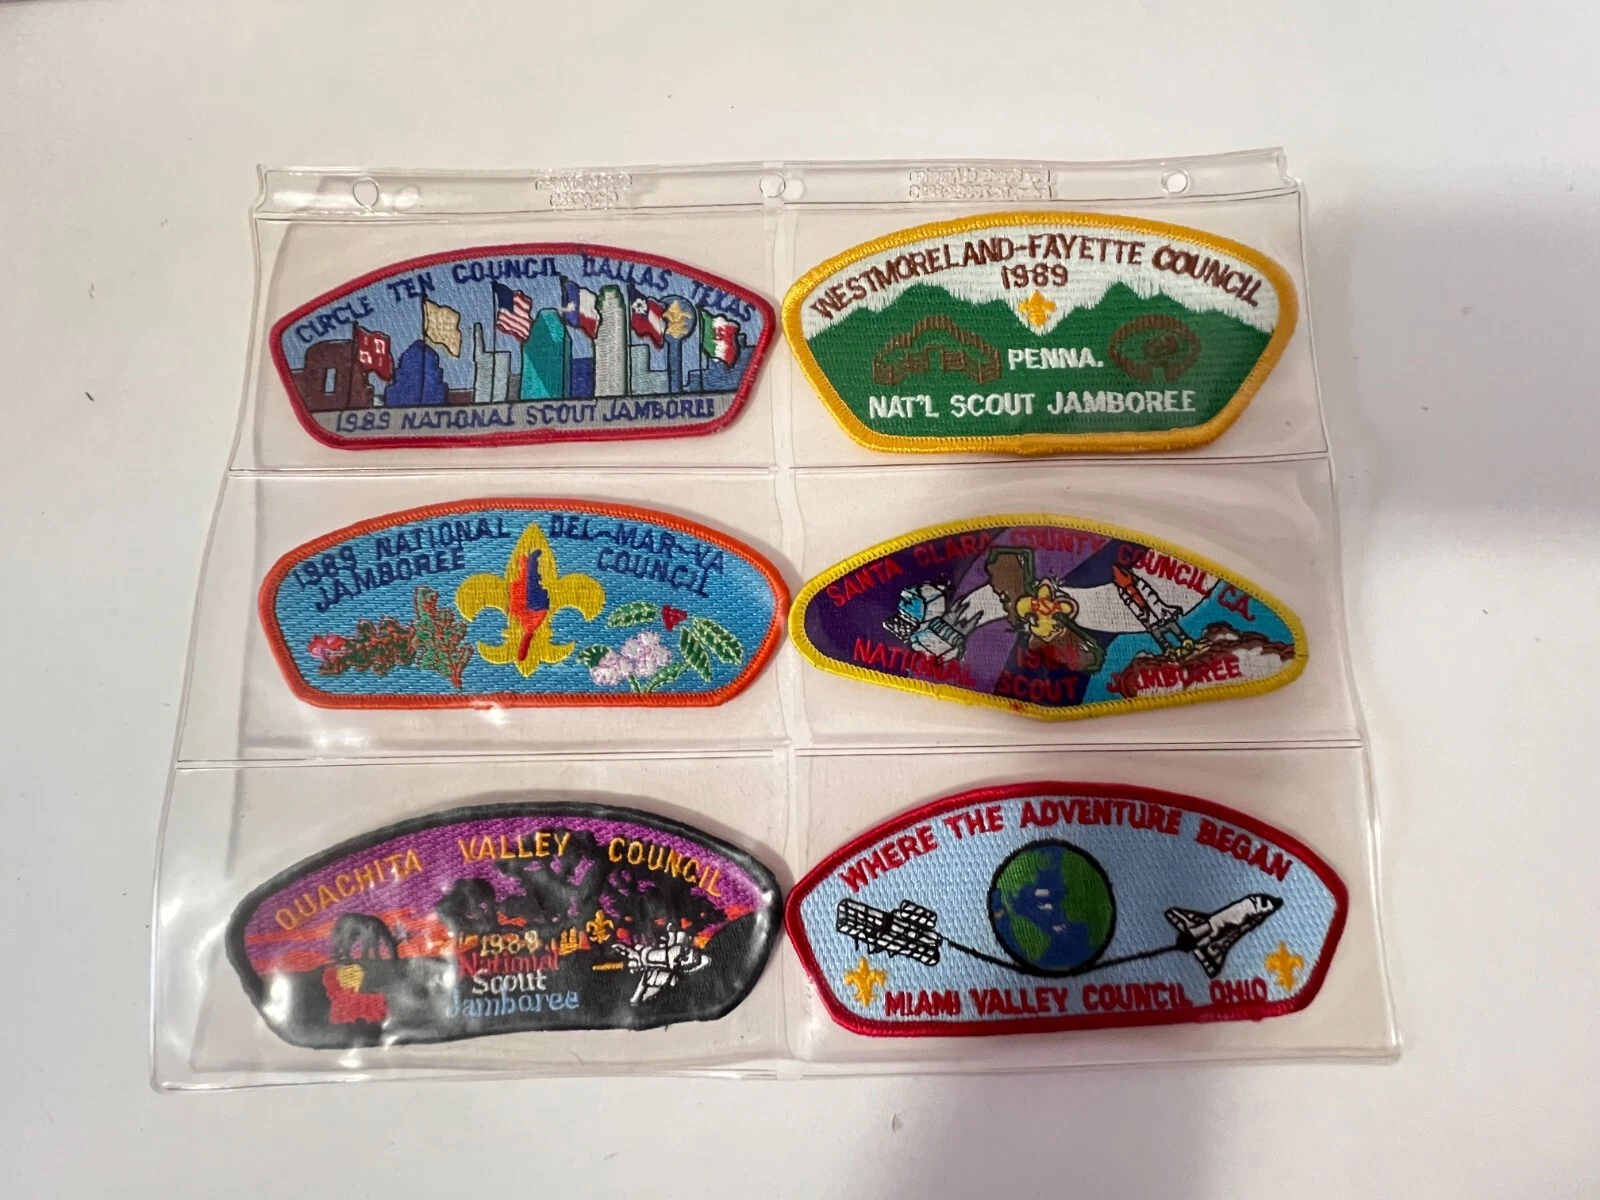 CIRCLE TEN COUNCIL DALLAS TEXAS
1989 NATIONAL SCOUT JAMBOREE
WESTMORELAND-FAYETTE COUNCIL
1989
PENNA.
NAT'L SCOUT JAMBOREE
1989 NATIONAL
JAMBOREE
DEL-MAR-VA
COUNCIL
SANTA CLARA COUNTY COUNCIL CA.
1989
NATIONAL SCOUT JAMBOREE
OUACHITA VALLEY COUNCIL
1989
National
Scout
Jamboree
WHERE THE ADVENTURE BEGAN
MIAMI VALLEY COUNCIL OHIO